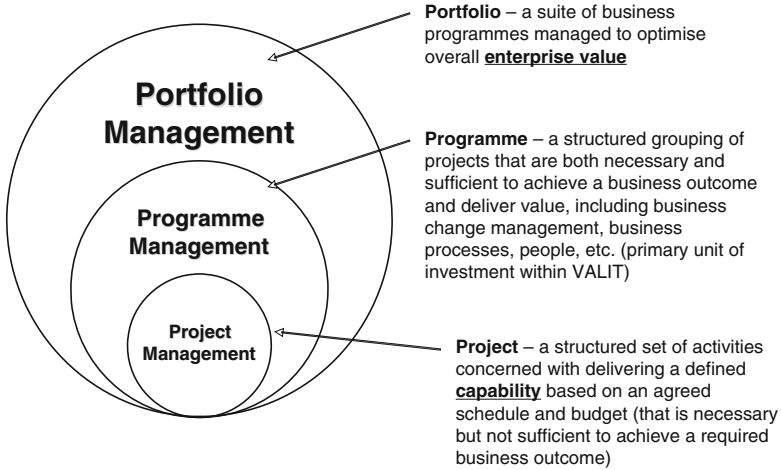 Portfolio
Management
Programme
Management
Project
Management
Portfolio – a suite of business
programmes managed to optimise
overall enterprise value
Programme – a structured grouping of
projects that are both necessary and
sufficient to achieve a business outcome
and deliver value, including business
change management, business
processes, people, etc. (primary unit of
investment within VALIT)
Project – a structured set of activities
concerned with delivering a defined
capability based on an agreed
schedule and budget (that is necessary
but not sufficient to achieve a required
business outcome)